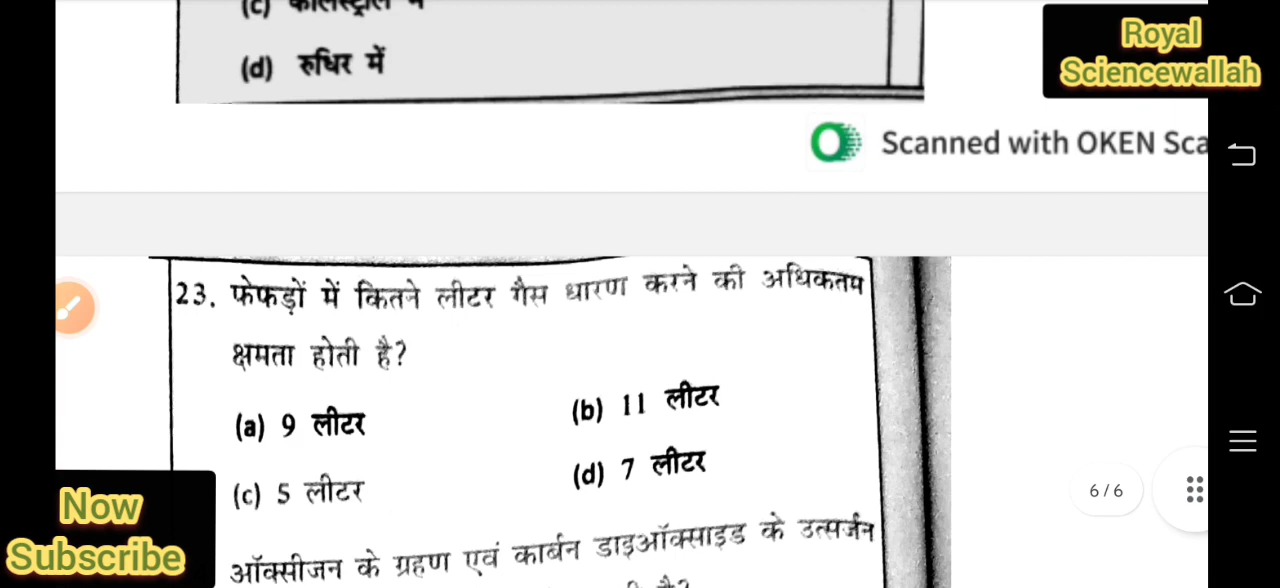 (c) कोलिस्ट्रॉल में
(d) रुधिर में
Royal
Sciencewallah
Scanned with OKEN Sca
23. फेफड़ों में कितने लीटर गैस धारण करने की अधिकतम
क्षमता होती है?
(a) 9 लीटर
(b) 11 लीटर
(c) 5 लीटर
(d) 7 लीटर
6 / 6
Now
Subscribe
ऑक्सीजन के ग्रहण एवं कार्बन डाइऑक्साइड के उत्सर्जन